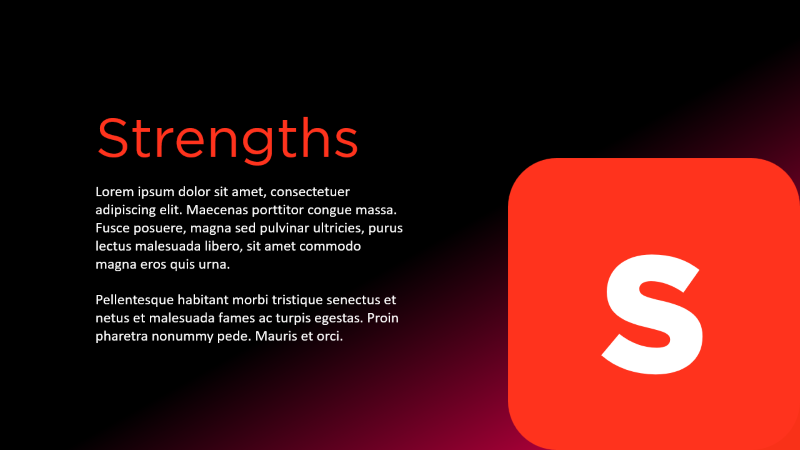 Strengths
Lorem ipsum dolor sit amet, consectetuer
adipiscing elit. Maecenas porttitor congue massa.
Fusce posuere, magna sed pulvinar ultricies, purus
lectus malesuada libero, sit amet commodo
magna eros quis urna.
Pellentesque habitant morbi tristique senectus et
netus et malesuada fames ac turpis egestas. Proin
pharetra nonummy pede. Mauris et orci.
S